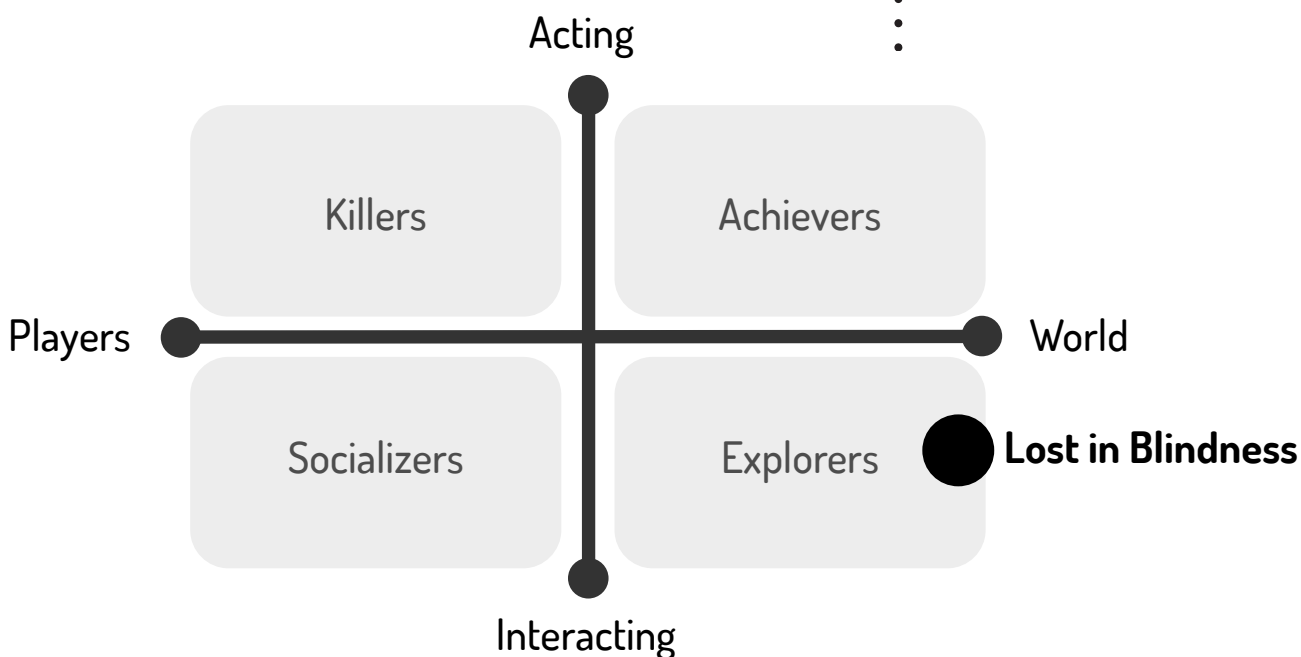 Acting
Killers
Achievers
Players
World
Socializers
Explorers
Lost in Blindness
Interacting